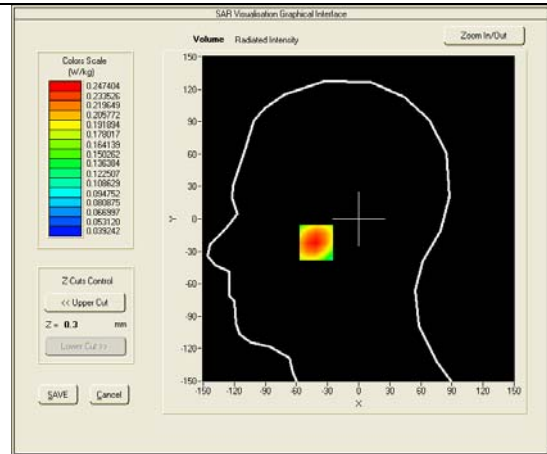 SAR Visualisation Graphical Interface
Volume Radiated Intensity
Zoom In/Out
Colors Scale
(W/kg)
0.247404
0.233526
0.219649
0.205772
0.191894
0.178017
0.164139
0.150262
0.136384
0.122507
0.108629
0.094752
0.080875
0.066997
0.053120
0.039242
Z Cuts Control
<< Upper Cut
Z = 0.3 mm
Lower Cut >>
SAVE Cancel
150
120
90
60
30
0
-30
-60
-90
-120
-150
Y
-150 -120 -90 -60 -30 0 30 60 90 120 150
X